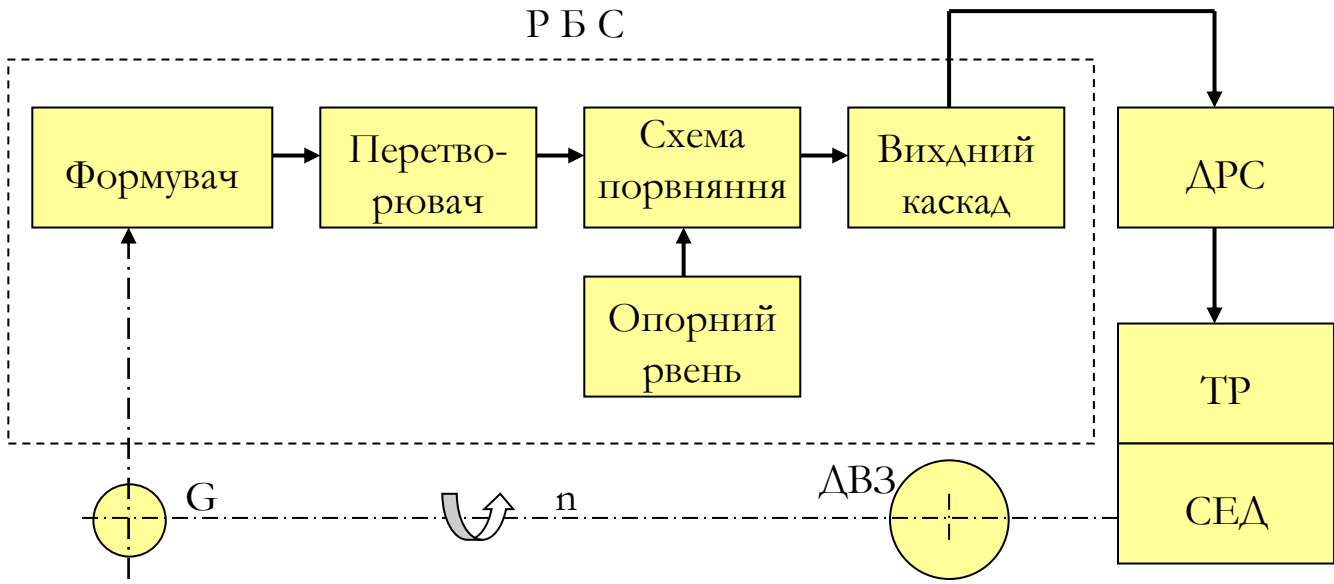 Р Б С
Формувач
Перетво-
рювач
Схема
порвняння
Вихдний
каскад
ДРС
Опорний
рвень
ТР
G
n
ДВЗ
СЕД